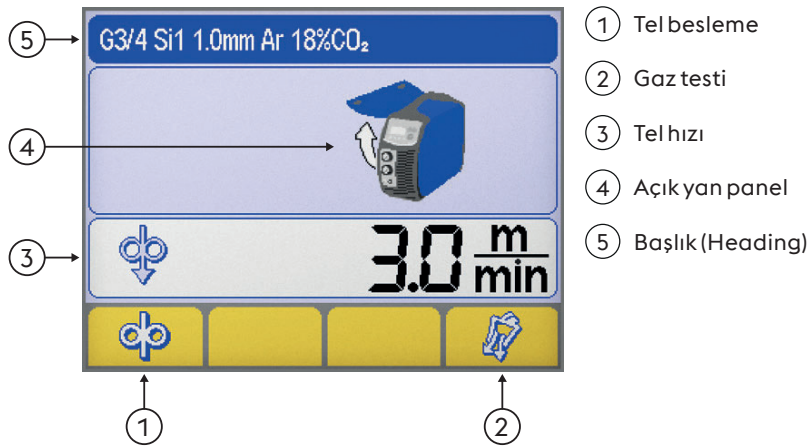 5
G3/4 Si1 1.0mm Ar 18%CO₂
4
3
3.0 m/min
1
2
1 Tel besleme
2 Gaz testi
3 Tel hızı
4 Açık yan panel
5 Başlık (Heading)